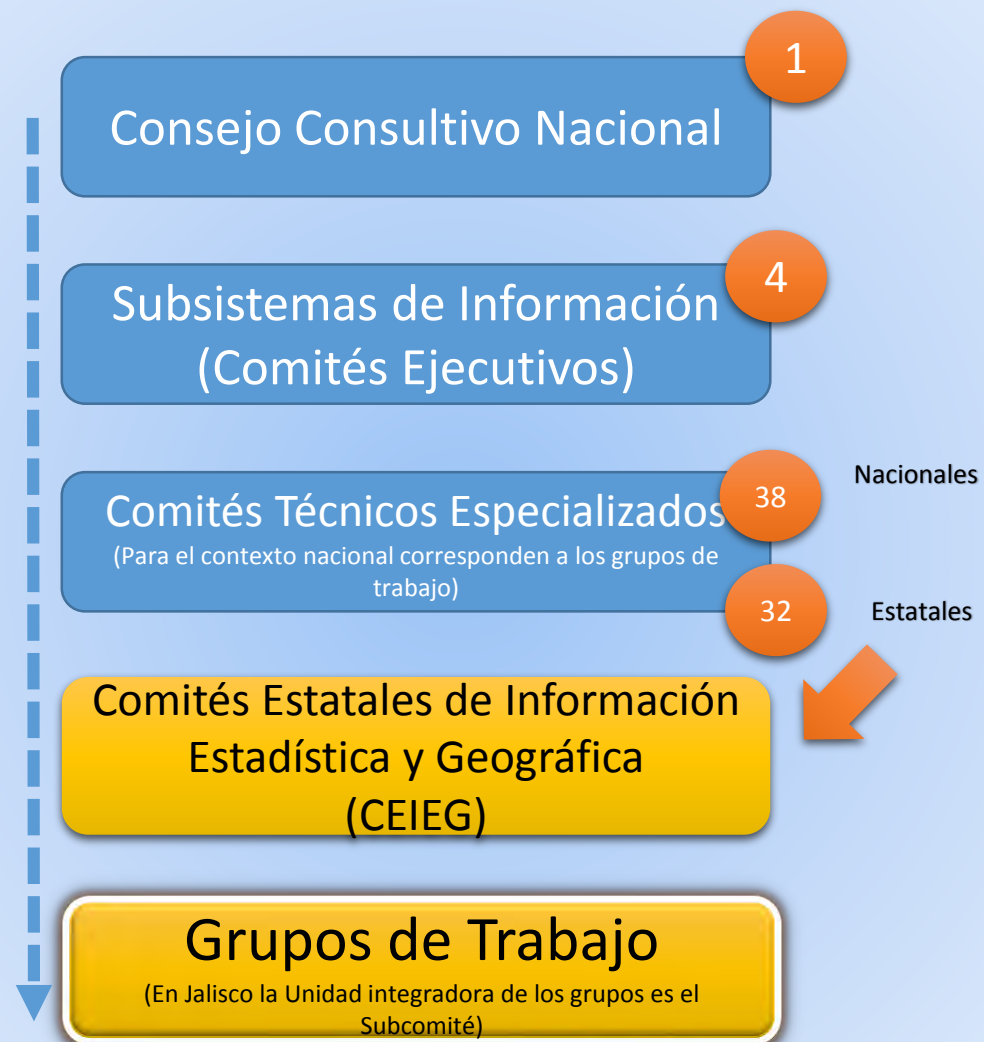 1
Consejo Consultivo Nacional
4
Subsistemas de Información
(Comités Ejecutivos)
Comités Técnicos Especializados
(Para el contexto nacional corresponden a los grupos de
trabajo)
38
Nacionales
32
Estatales
Comités Estatales de Información
Estadística y Geográfica
(CEIEG)
Grupos de Trabajo
(En Jalisco la Unidad integradora de los grupos es el
Subcomité)